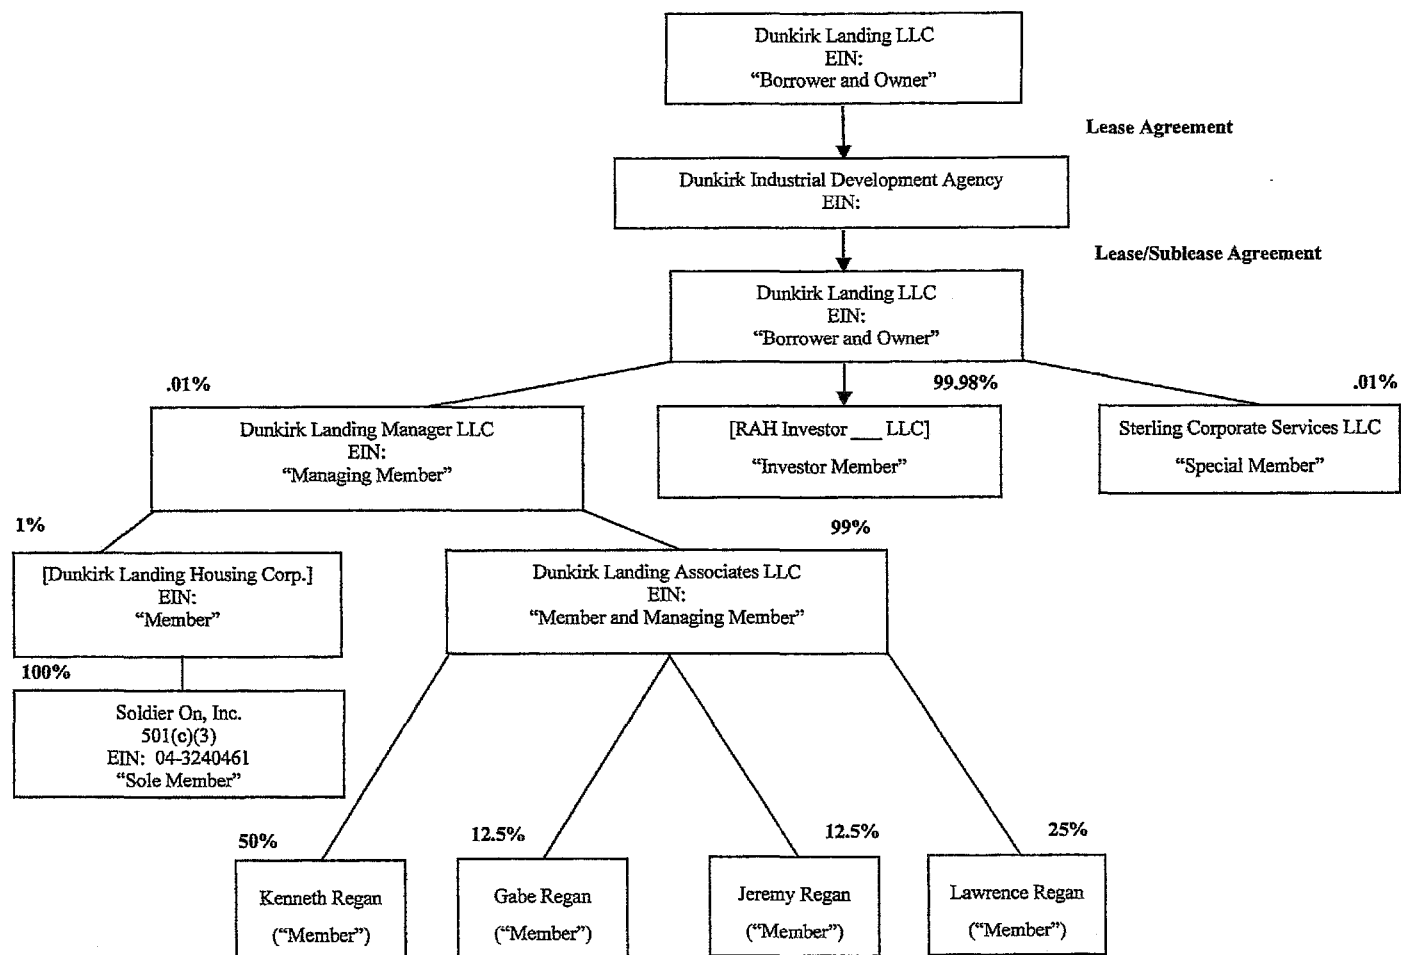 Dunkirk Landing LLC
EIN:
“Borrower and Owner”
Lease Agreement
Dunkirk Industrial Development Agency
EIN:
Lease/Sublease Agreement
Dunkirk Landing LLC
EIN:
“Borrower and Owner”
.01%
99.98%
.01%
Dunkirk Landing Manager LLC
EIN:
“Managing Member”
[RAH Investor ___ LLC]
“Investor Member”
Sterling Corporate Services LLC
“Special Member”
1%
99%
[Dunkirk Landing Housing Corp.]
EIN:
“Member”
Dunkirk Landing Associates LLC
EIN:
“Member and Managing Member”
100%
Soldier On, Inc.
501(c)(3)
EIN: 04-3240461
“Sole Member”
50%
12.5%
12.5%
25%
Kenneth Regan
(“Member”)
Gabe Regan
(“Member”)
Jeremy Regan
(“Member”)
Lawrence Regan
(“Member”)